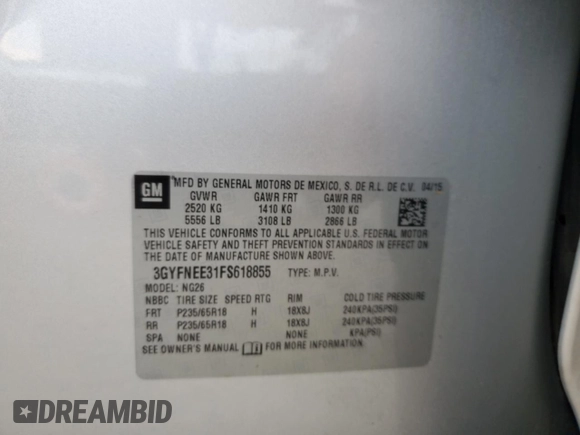 GM
MFD BY GENERAL MOTORS DE MEXICO, S. DE R.L. DE C.V. 04/15
GVWR GAWR FRT GAWR RR
2520 KG 1410 KG 1300 KG
5556 LB 3108 LB 2866 LB
THIS VEHICLE CONFORMS TO ALL APPLICABLE U.S. FEDERAL MOTOR
VEHICLE SAFETY AND THEFT PREVENTION STANDARDS IN EFFECT ON
THE DATE OF MANUFACTURE SHOWN ABOVE.
3GYFNEE31FS618855 TYPE: M.P.V.
MODEL: NG26
NBBC TIRE SIZE SPEED RTG RIM COLD TIRE PRESSURE
FRT P235/65R18 H 18X8J 240KPA(35PSI)
RR P235/65R18 H 18X8J 240KPA(35PSI)
SPA NONE NONE KPA(PSI)
SEE OWNER'S MANUAL FOR MORE INFORMATION.
DREAMBID